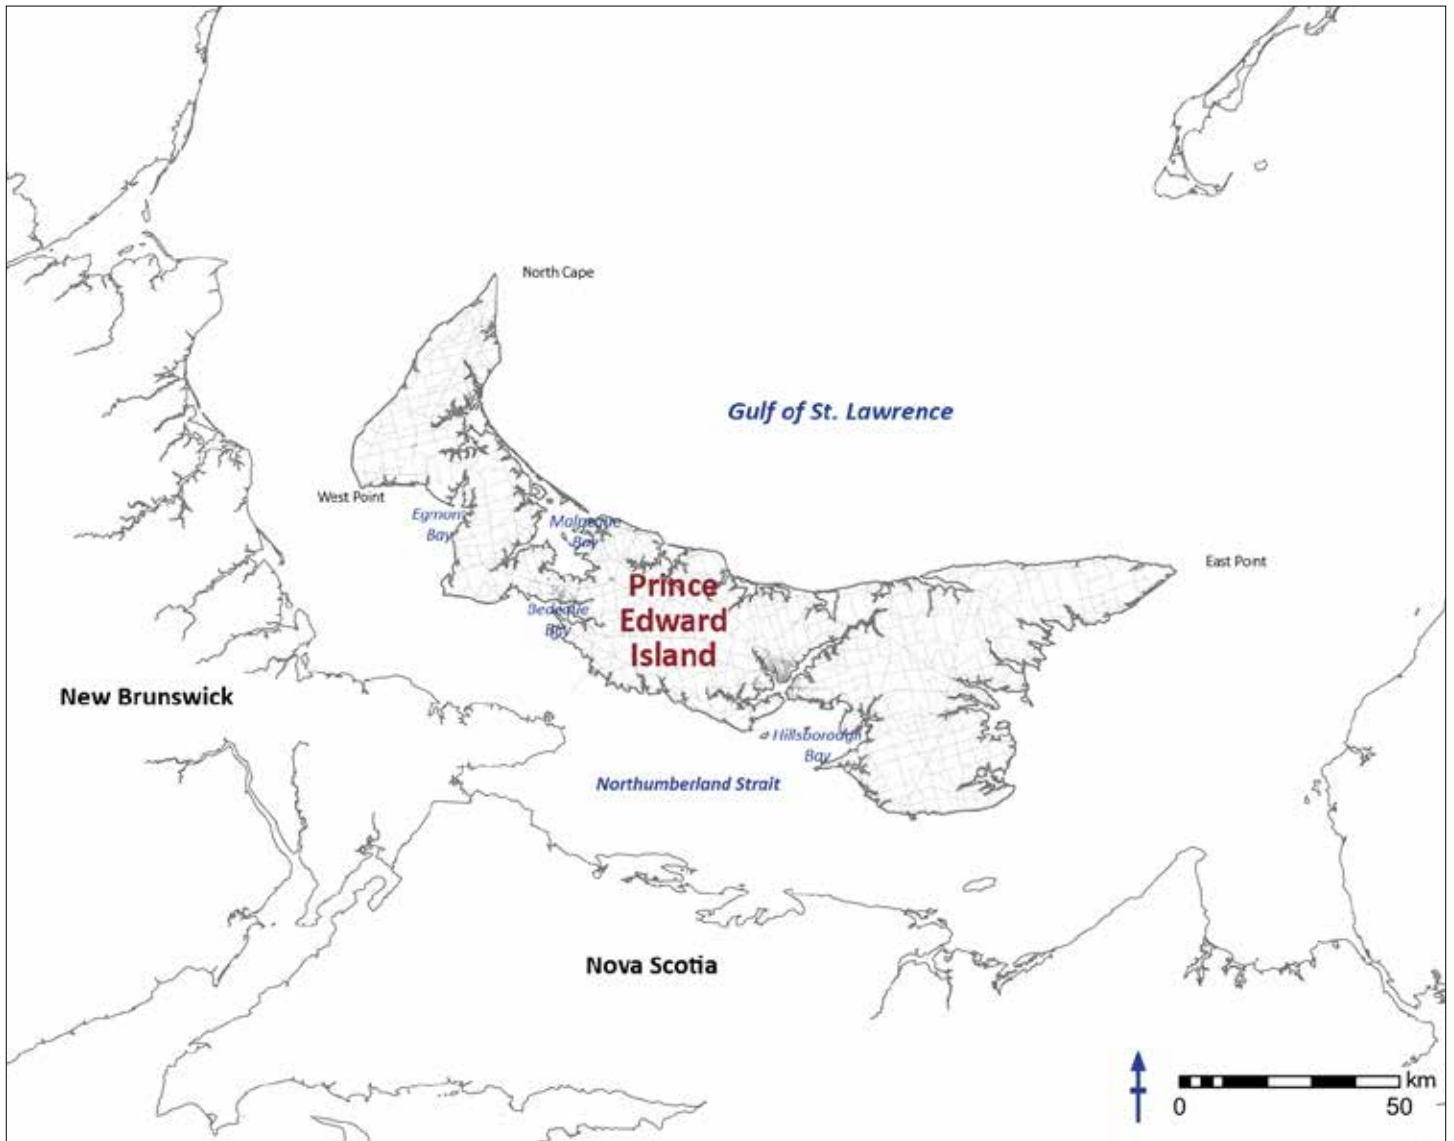 North Cape
Gulf of St. Lawrence
West Point
Egmont
Bay
Malpeque
Bay
East Point
Prince
Edward
Island
Bedeque
Bay
New Brunswick
Hillsborough
Bay
Northumberland Strait
Nova Scotia
km
0 50